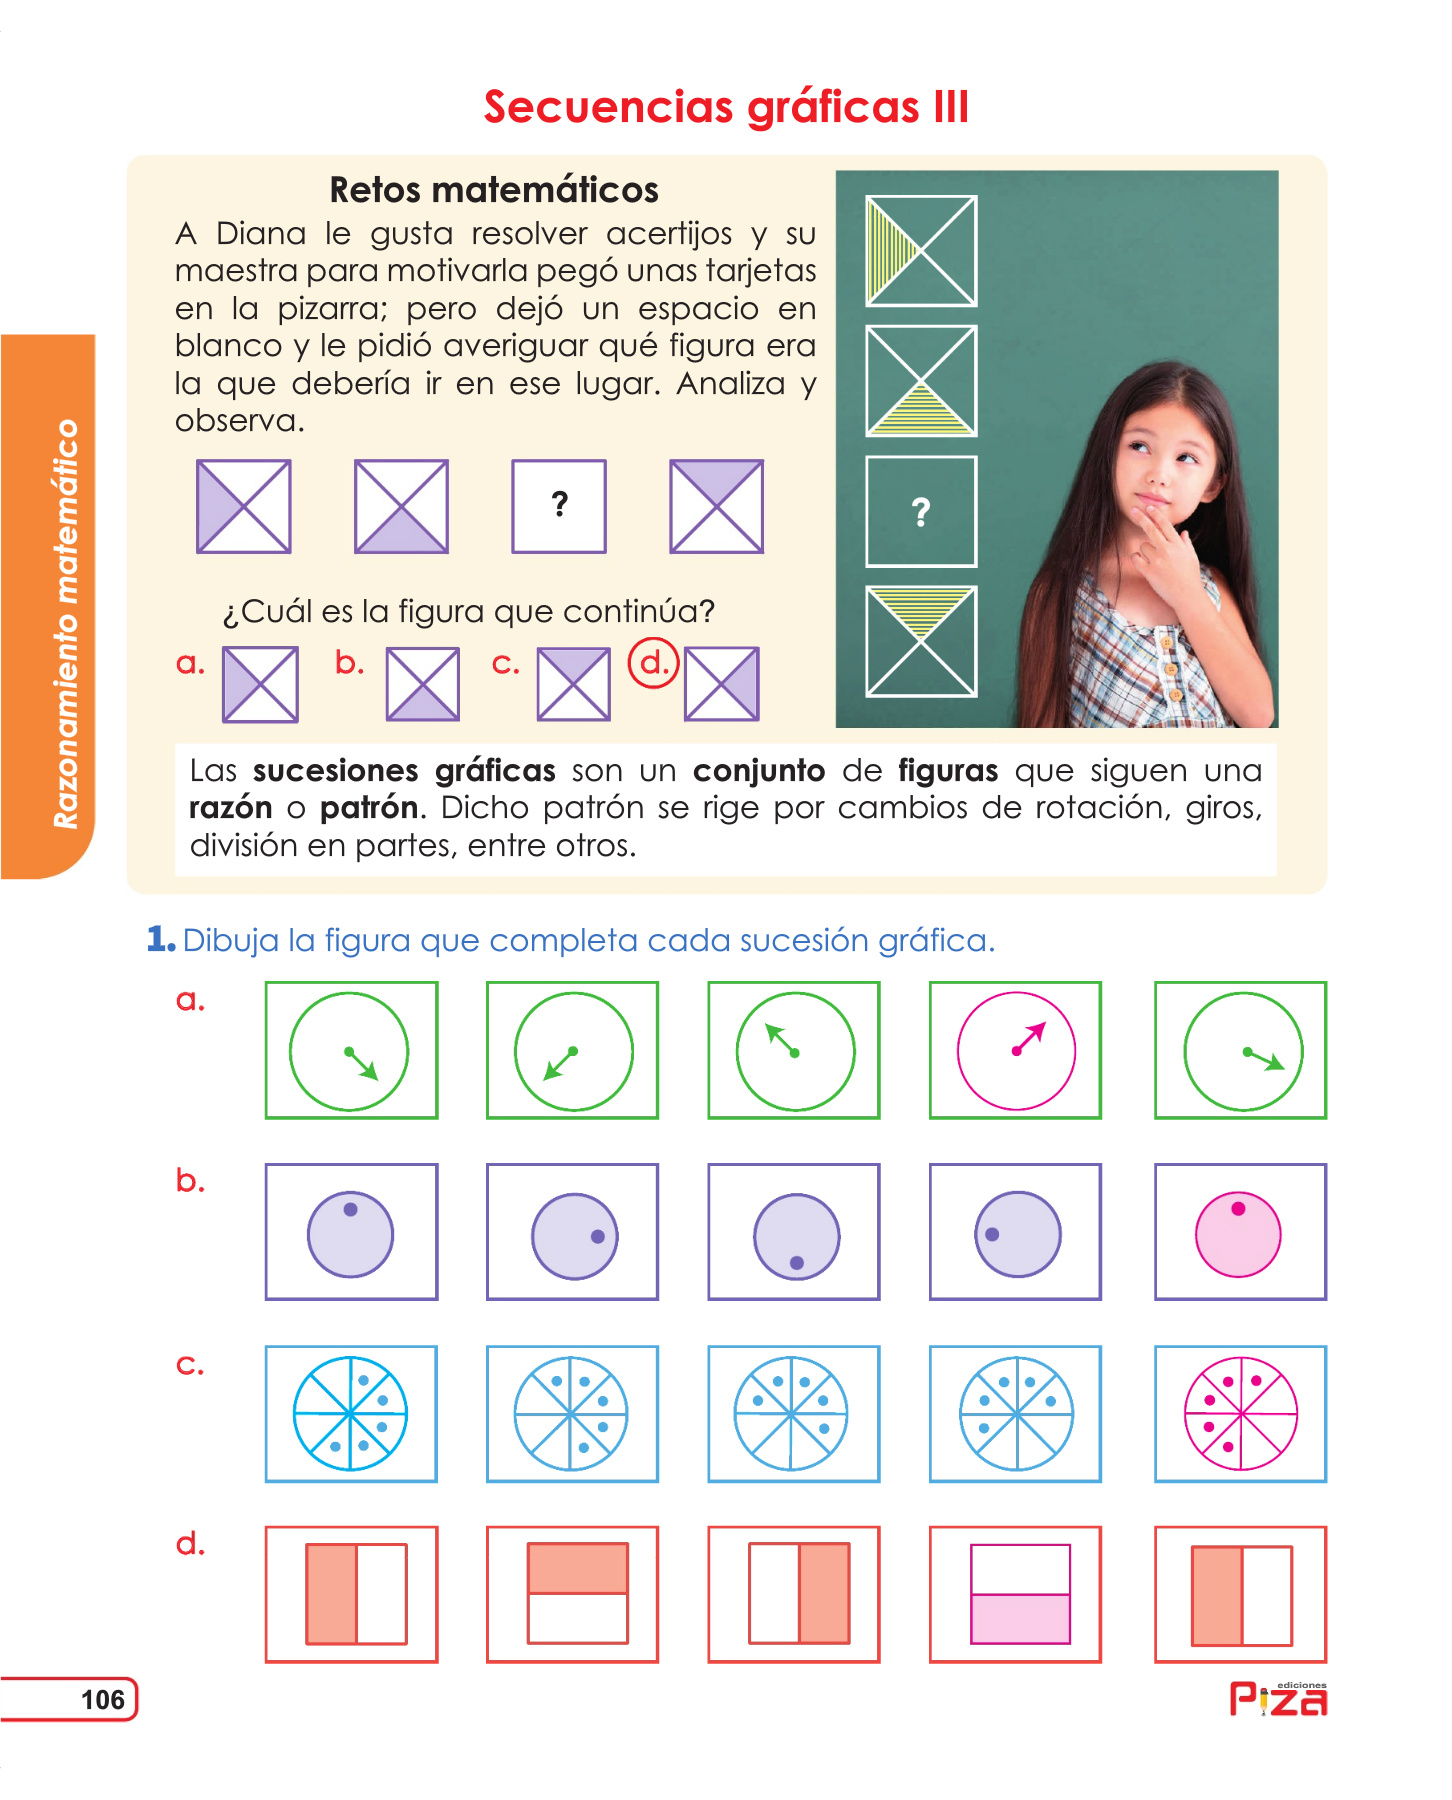 Secuencias gráficas III
Retos matemáticos
A Diana le gusta resolver acertijos y su
maestra para motivarla pegó unas tarjetas
en la pizarra; pero dejó un espacio en
blanco y le pidió averiguar qué figura era
la que debería ir en ese lugar. Analiza y
observa.
?
?
¿Cuál es la figura que continúa?
a. b. c. d.
Las sucesiones gráficas son un conjunto de figuras que siguen una
razón o patrón. Dicho patrón se rige por cambios de rotación, giros,
división en partes, entre otros.
Razonamiento matemático
1. Dibuja la figura que completa cada sucesión gráfica.
a.
b.
c.
d.
106
ediciones
Piza